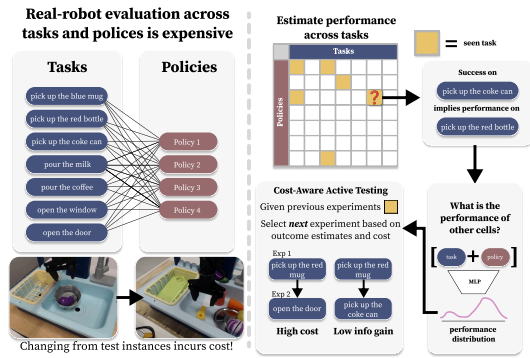 Real-robot evaluation across
tasks and polices is expensive
Tasks
Policies
pick up the blue mug
pick up the red bottle
pick up the coke can
pour the milk
pour the coffee
open the window
open the door
Policy 1
Policy 2
Policy 3
Policy 4
Changing from test instances incurs cost!
Estimate performance
across tasks
Tasks
Policies
?
= seen task
Success on
pick up the coke can
implies performance on
pick up the red bottle
What is the
performance of
other cells?
[ task + policy ]
MLP
performance
distribution
Cost-Aware Active Testing
Given previous experiments
Select next experiment based on
outcome estimates and cost
Exp 1
pick up the red
mug
Exp 2
open the door
High cost
pick up the red
mug
pick up the
coke can
Low info gain